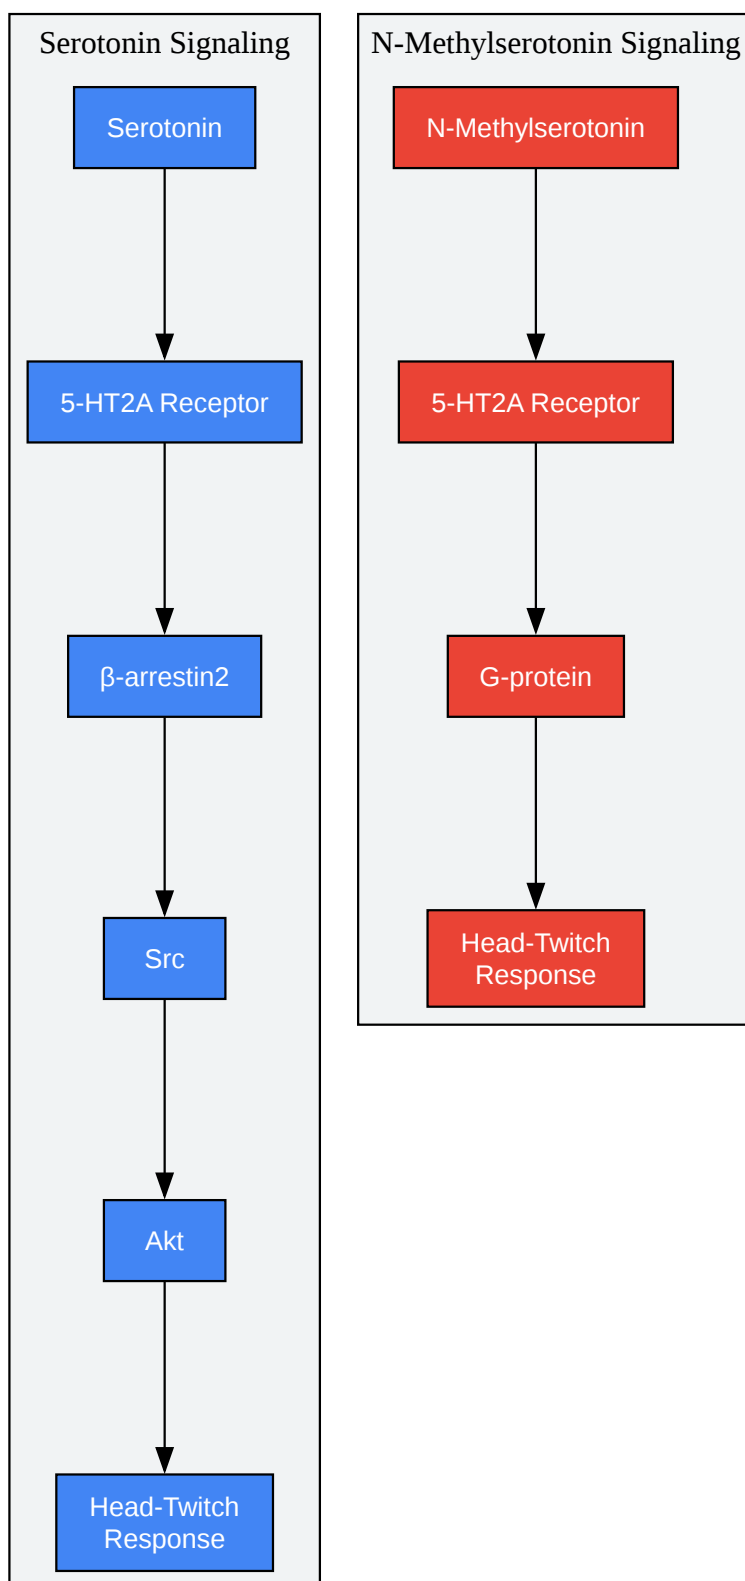 Serotonin Signaling
Serotonin
5-HT2A Receptor
β-arrestin2
Src
Akt
Head-Twitch
Response
N-Methylserotonin Signaling
N-Methylserotonin
5-HT2A Receptor
G-protein
Head-Twitch
Response